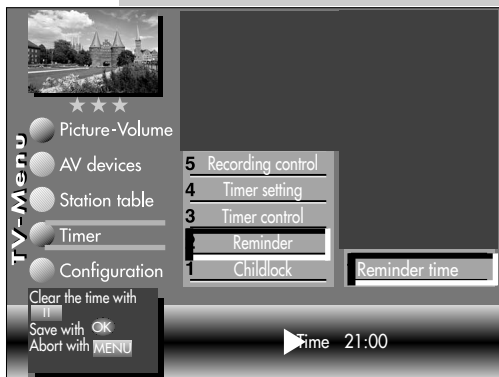 TV-Menu
Picture-Volume
AV devices
Station table
Timer
Configuration
5 Recording control
4 Timer setting
3 Timer control
Reminder
1 Childlock
Reminder time
Clear the time with
II
Save with OK
Abort with MENU
Time 21:00